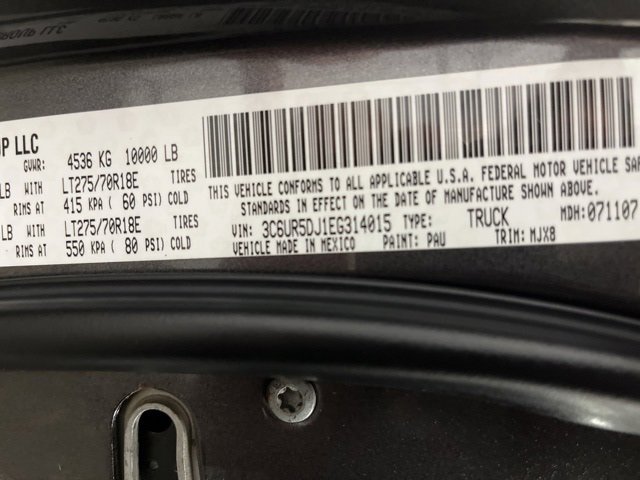 LLC
GVWR: 4536 KG 10000 LB
LB WITH LT275/70R18E TIRES
RIMS AT 415 KPA ( 60 PSI) COLD
LB WITH LT275/70R18E TIRES
RIMS AT 550 KPA ( 80 PSI) COLD
THIS VEHICLE CONFORMS TO ALL APPLICABLE U.S.A. FEDERAL MOTOR VEHICLE
STANDARDS IN EFFECT ON THE DATE OF MANUFACTURE SHOWN ABOVE.
VIN: 3C6UR5DJ1EG314015 TYPE: TRUCK MDH:071107
VEHICLE MADE IN MEXICO PAINT: PAU TRIM: MJX8